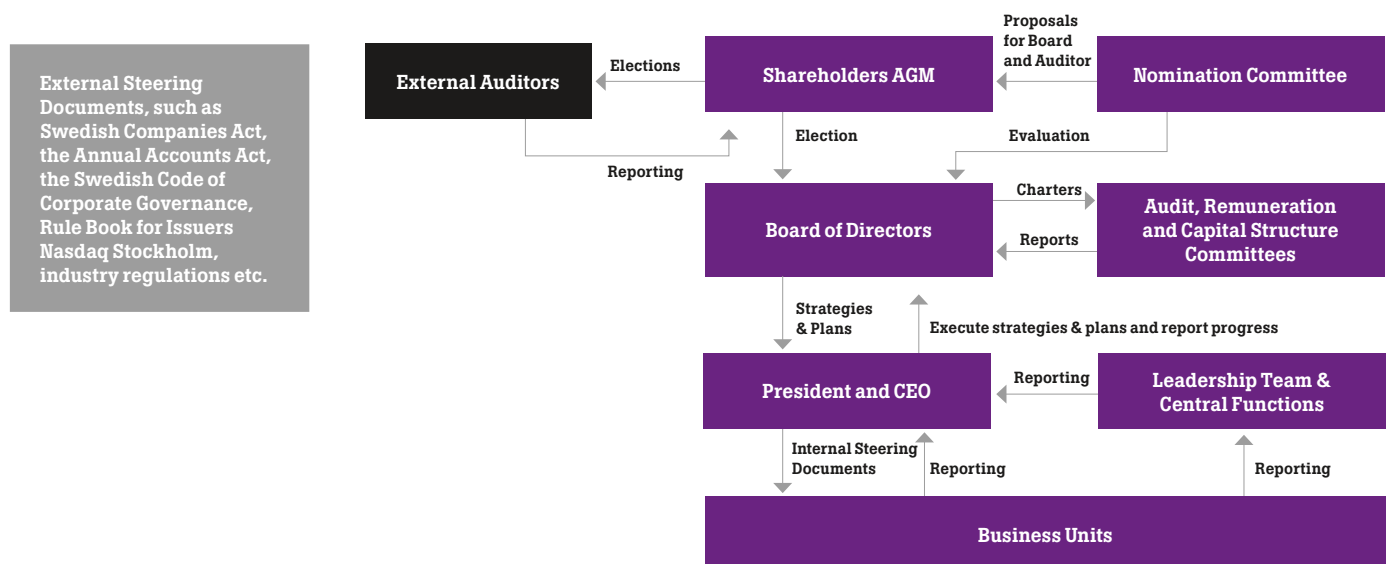 External Steering
Documents, such as
Swedish Companies Act,
the Annual Accounts Act,
the Swedish Code of
Corporate Governance,
Rule Book for Issuers
Nasdaq Stockholm,
industry regulations etc.
External Auditors
Elections
Shareholders AGM
Proposals
for Board
and Auditor
Nomination Committee
Reporting
Election
Evaluation
Board of Directors
Charters
Reports
Audit, Remuneration
and Capital Structure
Committees
Strategies
& Plans
Execute strategies & plans and report progress
President and CEO
Reporting
Leadership Team &
Central Functions
Internal Steering
Documents
Reporting
Reporting
Business Units